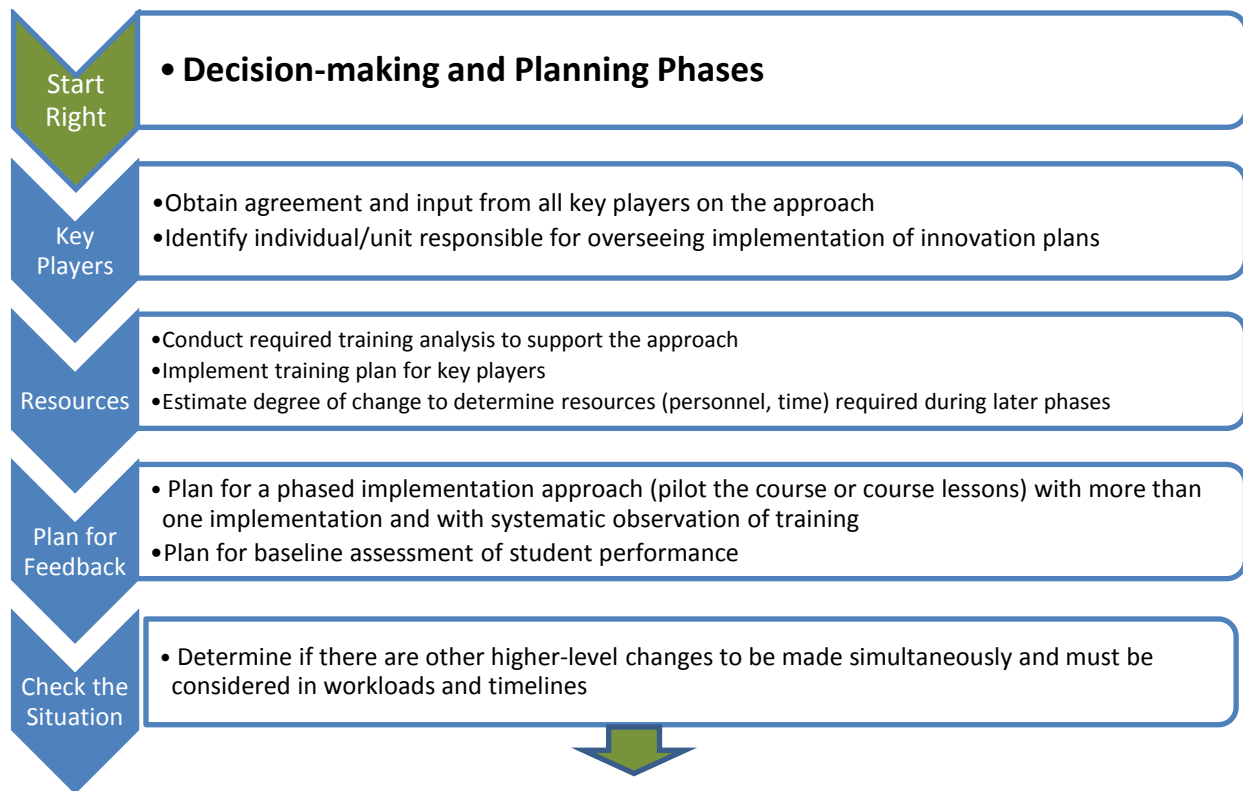 Start
Right
• Decision-making and Planning Phases
Key
Players
•Obtain agreement and input from all key players on the approach
•Identify individual/unit responsible for overseeing implementation of innovation plans
Resources
•Conduct required training analysis to support the approach
•Implement training plan for key players
•Estimate degree of change to determine resources (personnel, time) required during later phases
Plan for
Feedback
• Plan for a phased implementation approach (pilot the course or course lessons) with more
than one implementation and with systematic observation of training
•Plan for baseline assessment of student performance
Check the
Situation
• Determine if there are other higher-level changes to be made simultaneously and must be
considered in workloads and timelines